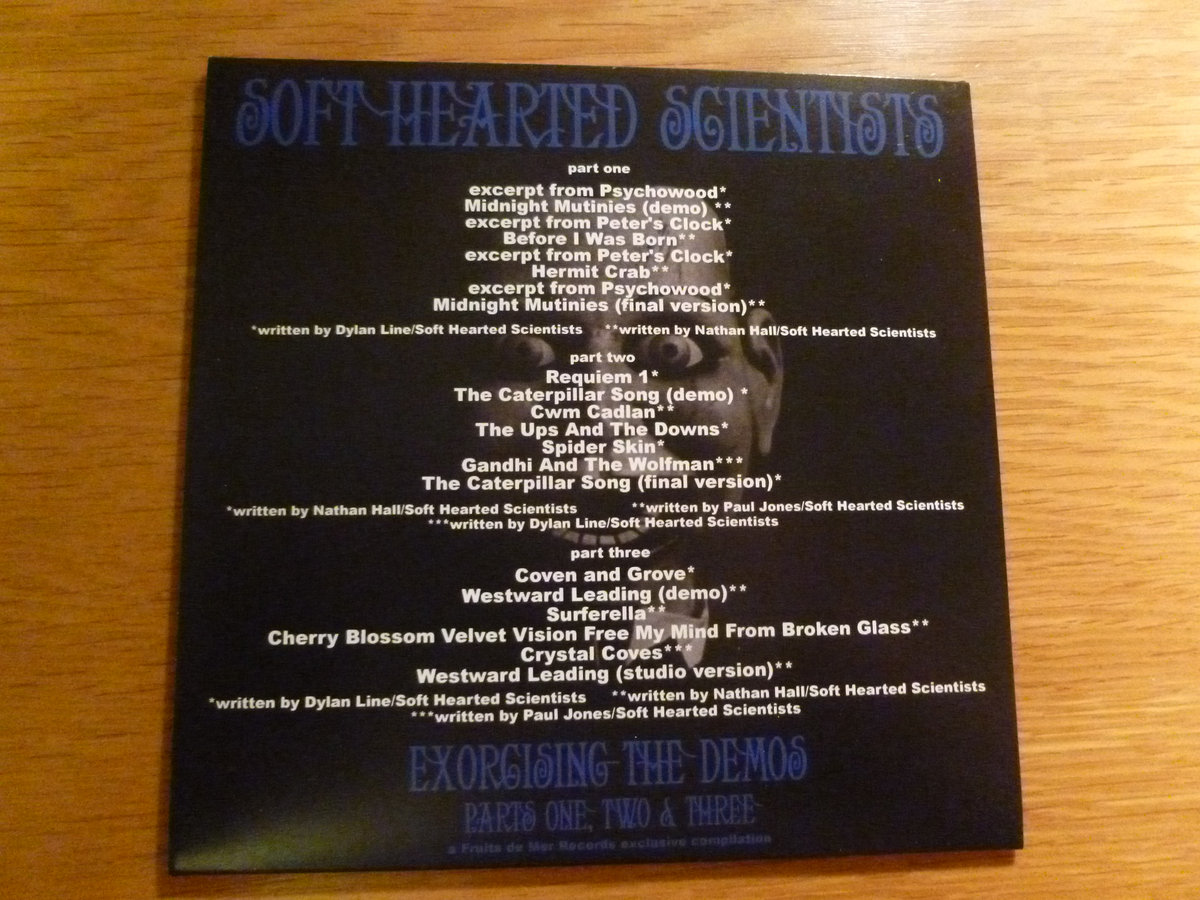 SOFT HEARTED SCIENTISTS
part one
excerpt from Psychowood*
Midnight Mutinies (demo) **
excerpt from Peter's Clock*
Before I Was Born**
excerpt from Peter's Clock*
Hermit Crab**
excerpt from Psychowood*
Midnight Mutinies (final version)**
*written by Dylan Line/Soft Hearted Scientists **written by Nathan Hall/Soft Hearted Scientists
part two
Requiem 1*
The Caterpillar Song (demo) *
Cwm Cadlan**
The Ups And The Downs*
Spider Skin*
Gandhi And The Wolfman***
The Caterpillar Song (final version)*
*written by Nathan Hall/Soft Hearted Scientists **written by Paul Jones/Soft Hearted Scientists
***written by Dylan Line/Soft Hearted Scientists
part three
Coven and Grove*
Westward Leading (demo)**
Surferella**
Cherry Blossom Velvet Vision Free My Mind From Broken Glass**
Crystal Coves***
Westward Leading (studio version)**
*written by Dylan Line/Soft Hearted Scientists **written by Nathan Hall/Soft Hearted Scientists
***written by Paul Jones/Soft Hearted Scientists
EXORCISING THE DEMOS
PARTS ONE, TWO & THREE
a Fruits de Mer Records exclusive compilation